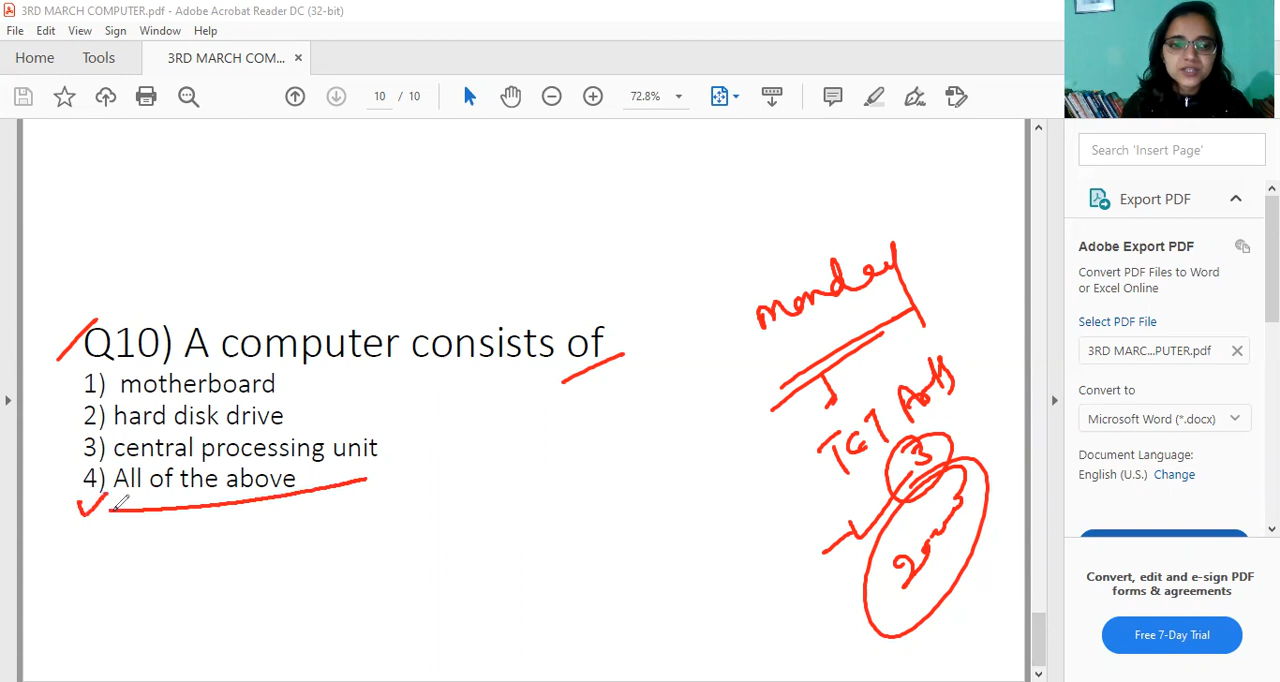 3RD MARCH COMPUTER.pdf - Adobe Acrobat Reader DC (32-bit)
File Edit View Sign Window Help
Home Tools 3RD MARCH COM... ×
10 / 10 72.8%
Search 'Insert Page'
Export PDF
Adobe Export PDF
Convert PDF Files to Word
or Excel Online
Select PDF File
3RD MARC...PUTER.pdf
Convert to
Microsoft Word (*.docx)
Document Language:
English (U.S.) Change
Convert, edit and e-sign PDF
forms & agreements
Free 7-Day Trial
Q10) A computer consists of
1) motherboard
2) hard disk drive
3) central processing unit
4) All of the above
monday
TGT Arts
3